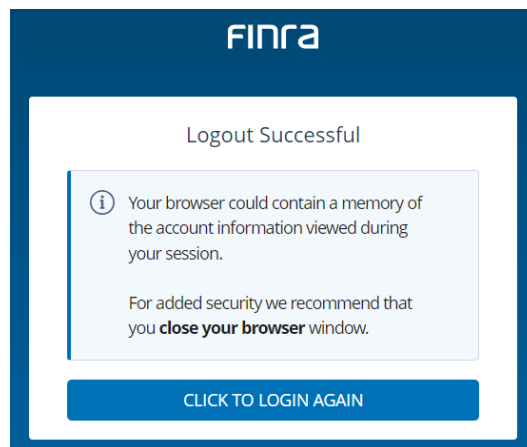 FINra
Logout Successful
i
Your browser could contain a memory of
the account information viewed during
your session.
For added security we recommend that
you close your browser window.
CLICK TO LOGIN AGAIN